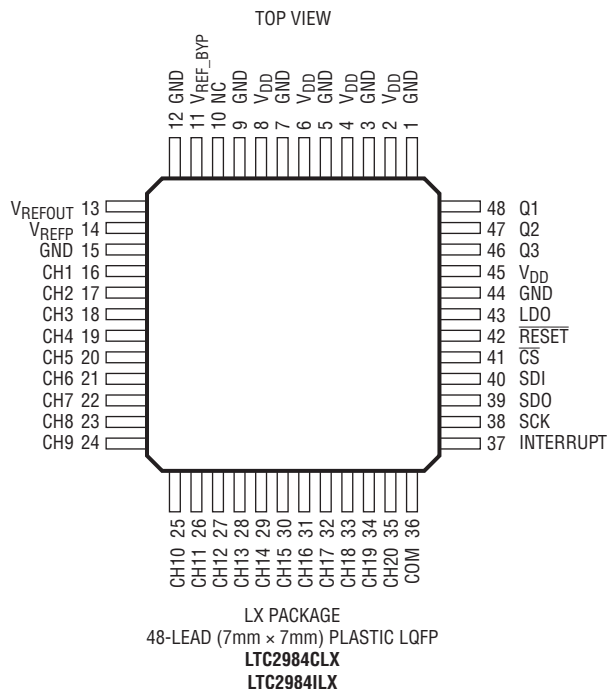 TOP VIEW
12 GND
11 VREF_BYP
10 NC
9 GND
8 VDD
7 GND
6 VDD
5 GND
4 VDD
3 GND
2 VDD
1 GND
VREFOUT 13
VREFP 14
GND 15
CH1 16
CH2 17
CH3 18
CH4 19
CH5 20
CH6 21
CH7 22
CH8 23
CH9 24
48 Q1
47 Q2
46 Q3
45 VDD
44 GND
43 LDO
42 R̅E̅S̅E̅T̅
41 C̅S̅
40 SDI
39 SDO
38 SCK
37 INTERRUPT
CH10 25
CH11 26
CH12 27
CH13 28
CH14 29
CH15 30
CH16 31
CH17 32
CH18 33
CH19 34
CH20 35
COM 36
LX PACKAGE
48-LEAD (7mm × 7mm) PLASTIC LQFP
LTC2984CLX
LTC2984ILX